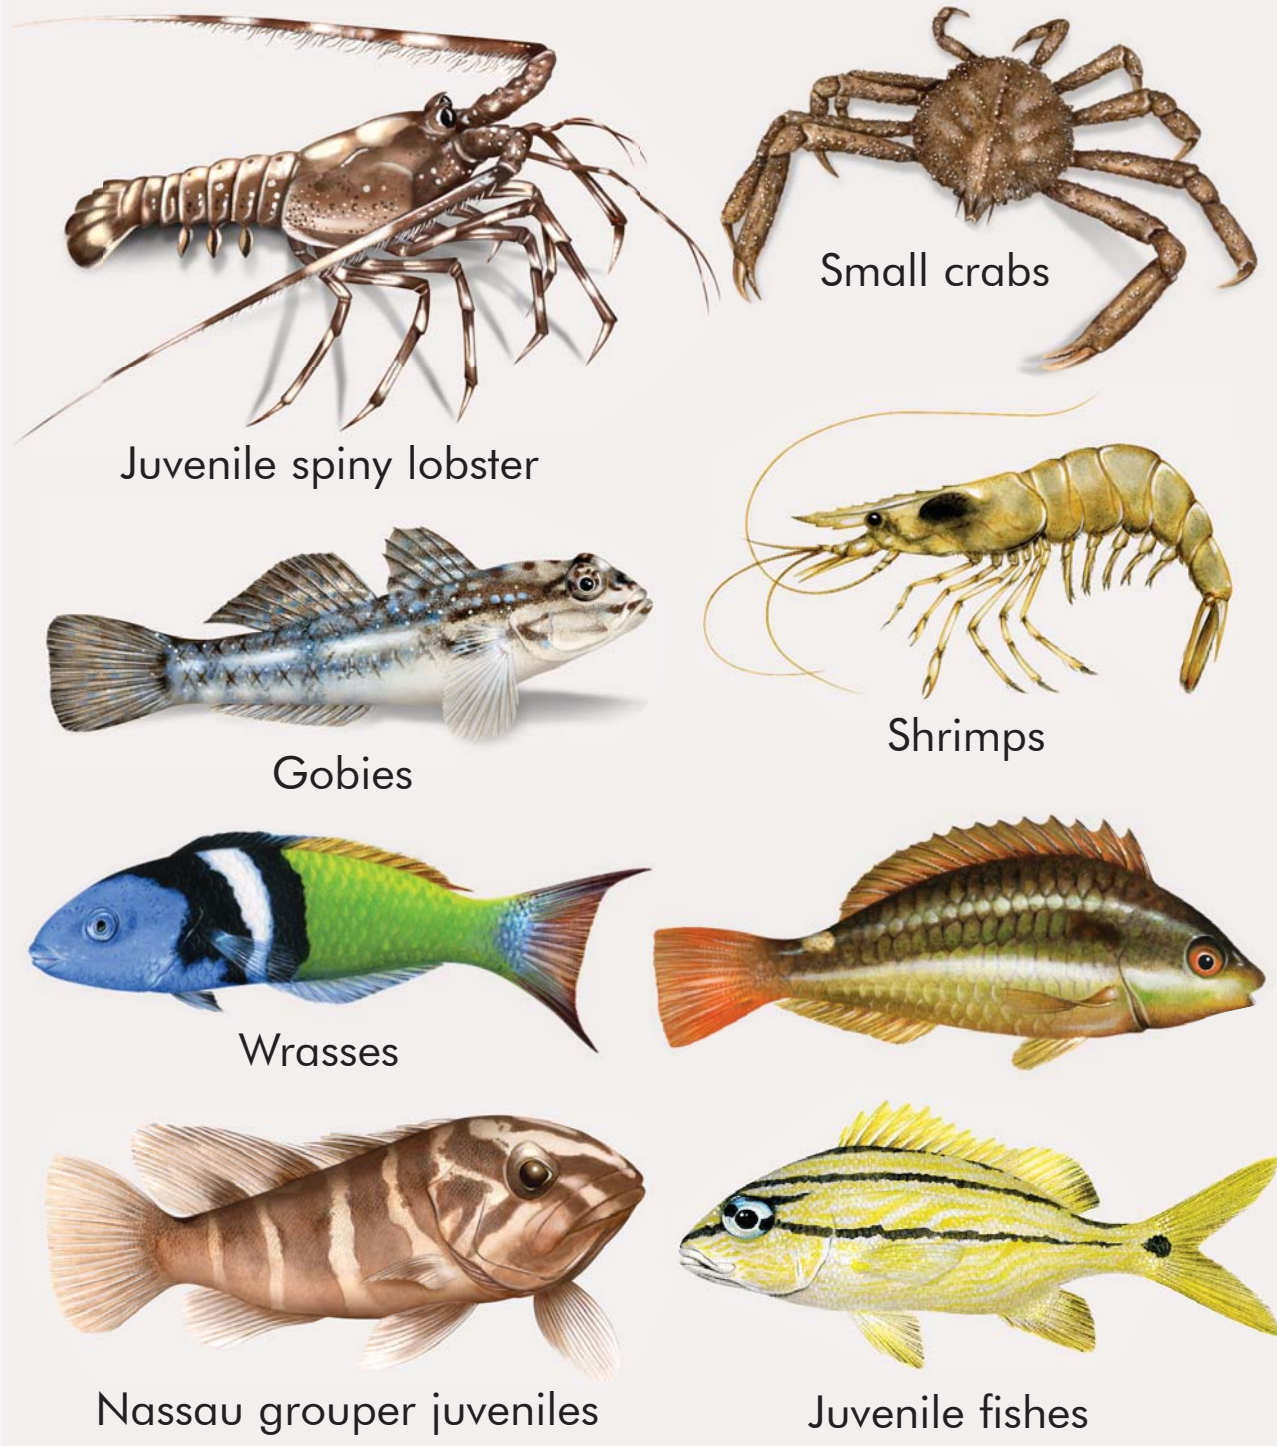 Small crabs
Juvenile spiny lobster
Shrimps
Gobies
Wrasses
Nassau grouper juveniles
Juvenile fishes